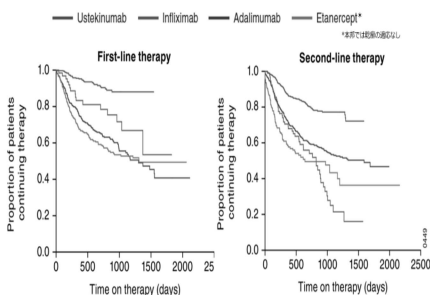 Ustekinumab Infliximab Adalimumab Etanercept*
*本邦では乾癬の適応なし
First-line therapy
Proportion of patients
continuing therapy
1.0
0.8
0.6
0.4
0.2
0.0
0 500 1000 1500 2000 25
Time on therapy (days)
Second-line therapy
Proportion of patients
continuing therapy
1.0
0.8
0.6
0.4
0.2
0.0
0 500 1000 1500 2000 2500
Time on therapy (days)
0449